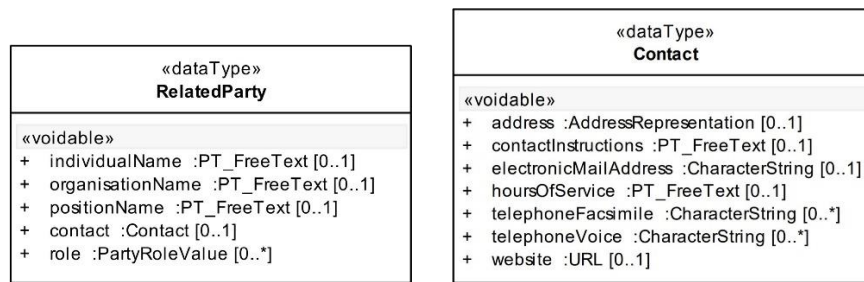 «dataType»
RelatedParty
«voidable»
+ individualName :PT_FreeText [0..1]
+ organisationName :PT_FreeText [0..1]
+ positionName :PT_FreeText [0..1]
+ contact :Contact [0..1]
+ role :PartyRoleValue [0..*]
«dataType»
Contact
«voidable»
+ address :AddressRepresentation [0..1]
+ contactInstructions :PT_FreeText [0..1]
+ electronicMailAddress :CharacterString [0..1]
+ hoursOfService :PT_FreeText [0..1]
+ telephoneFacsimile :CharacterString [0..*]
+ telephoneVoice :CharacterString [0..*]
+ website :URL [0..1]